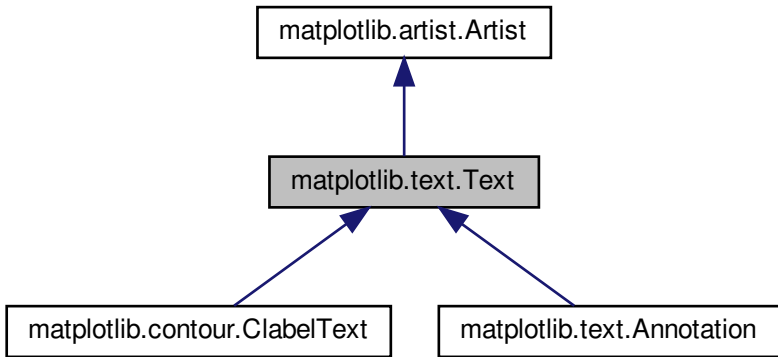 matplotlib.artist.Artist
matplotlib.text.Text
matplotlib.contour.ClabelText
matplotlib.text.Annotation